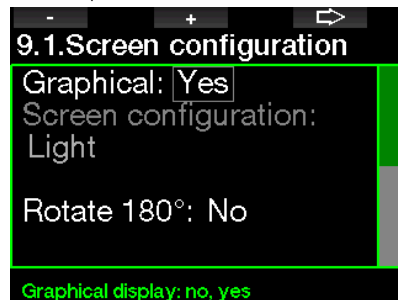 - +
9.1.Screen configuration
Graphical: Yes
Screen configuration:
Light
Rotate 180°: No
Graphical display: no, yes